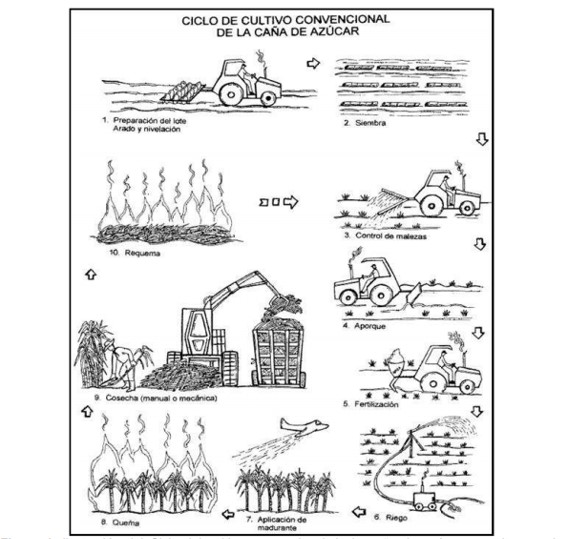 CICLO DE CULTIVO CONVENCIONAL
DE LA CAÑA DE AZÚCAR
1. Preparación del lote
Arado y nivelación
2. Siembra
3. Control de malezas
4. Aporque
5. Fertilización
6. Riego
7. Aplicación de
madurante
8. Quema
9. Cosecha (manual o mecánica)
10. Requema